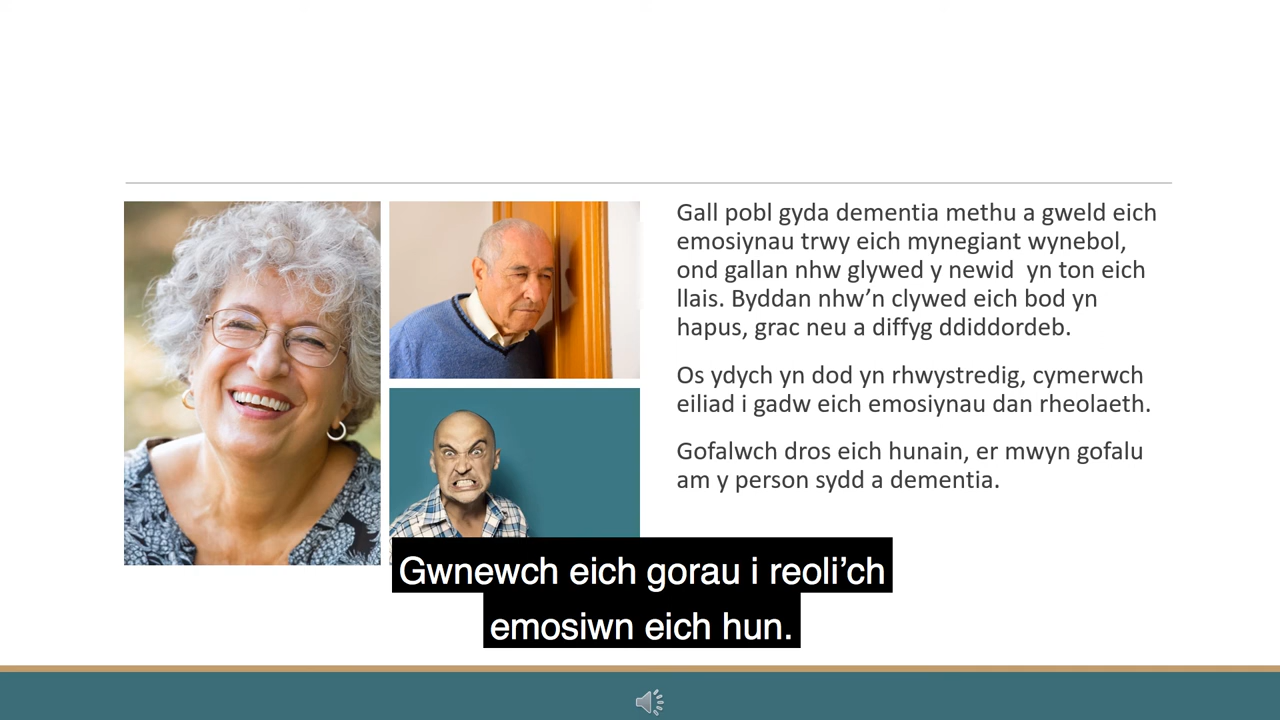 Gall pobl gyda dementia methu a gweld eich
emosiynau trwy eich mynegiant wynebol,
ond gallan nhw glywed y newid  yn ton eich
llais. Byddan nhw’n clywed eich bod yn
hapus, grac neu a diffyg ddiddordeb.
Os ydych yn dod yn rhwystredig, cymerwch
eiliad i gadw eich emosiynau dan rheolaeth.
Gofalwch dros eich hunain, er mwyn gofalu
am y person sydd a dementia.
Gwnewch eich gorau i reoli’ch
emosiwn eich hun.